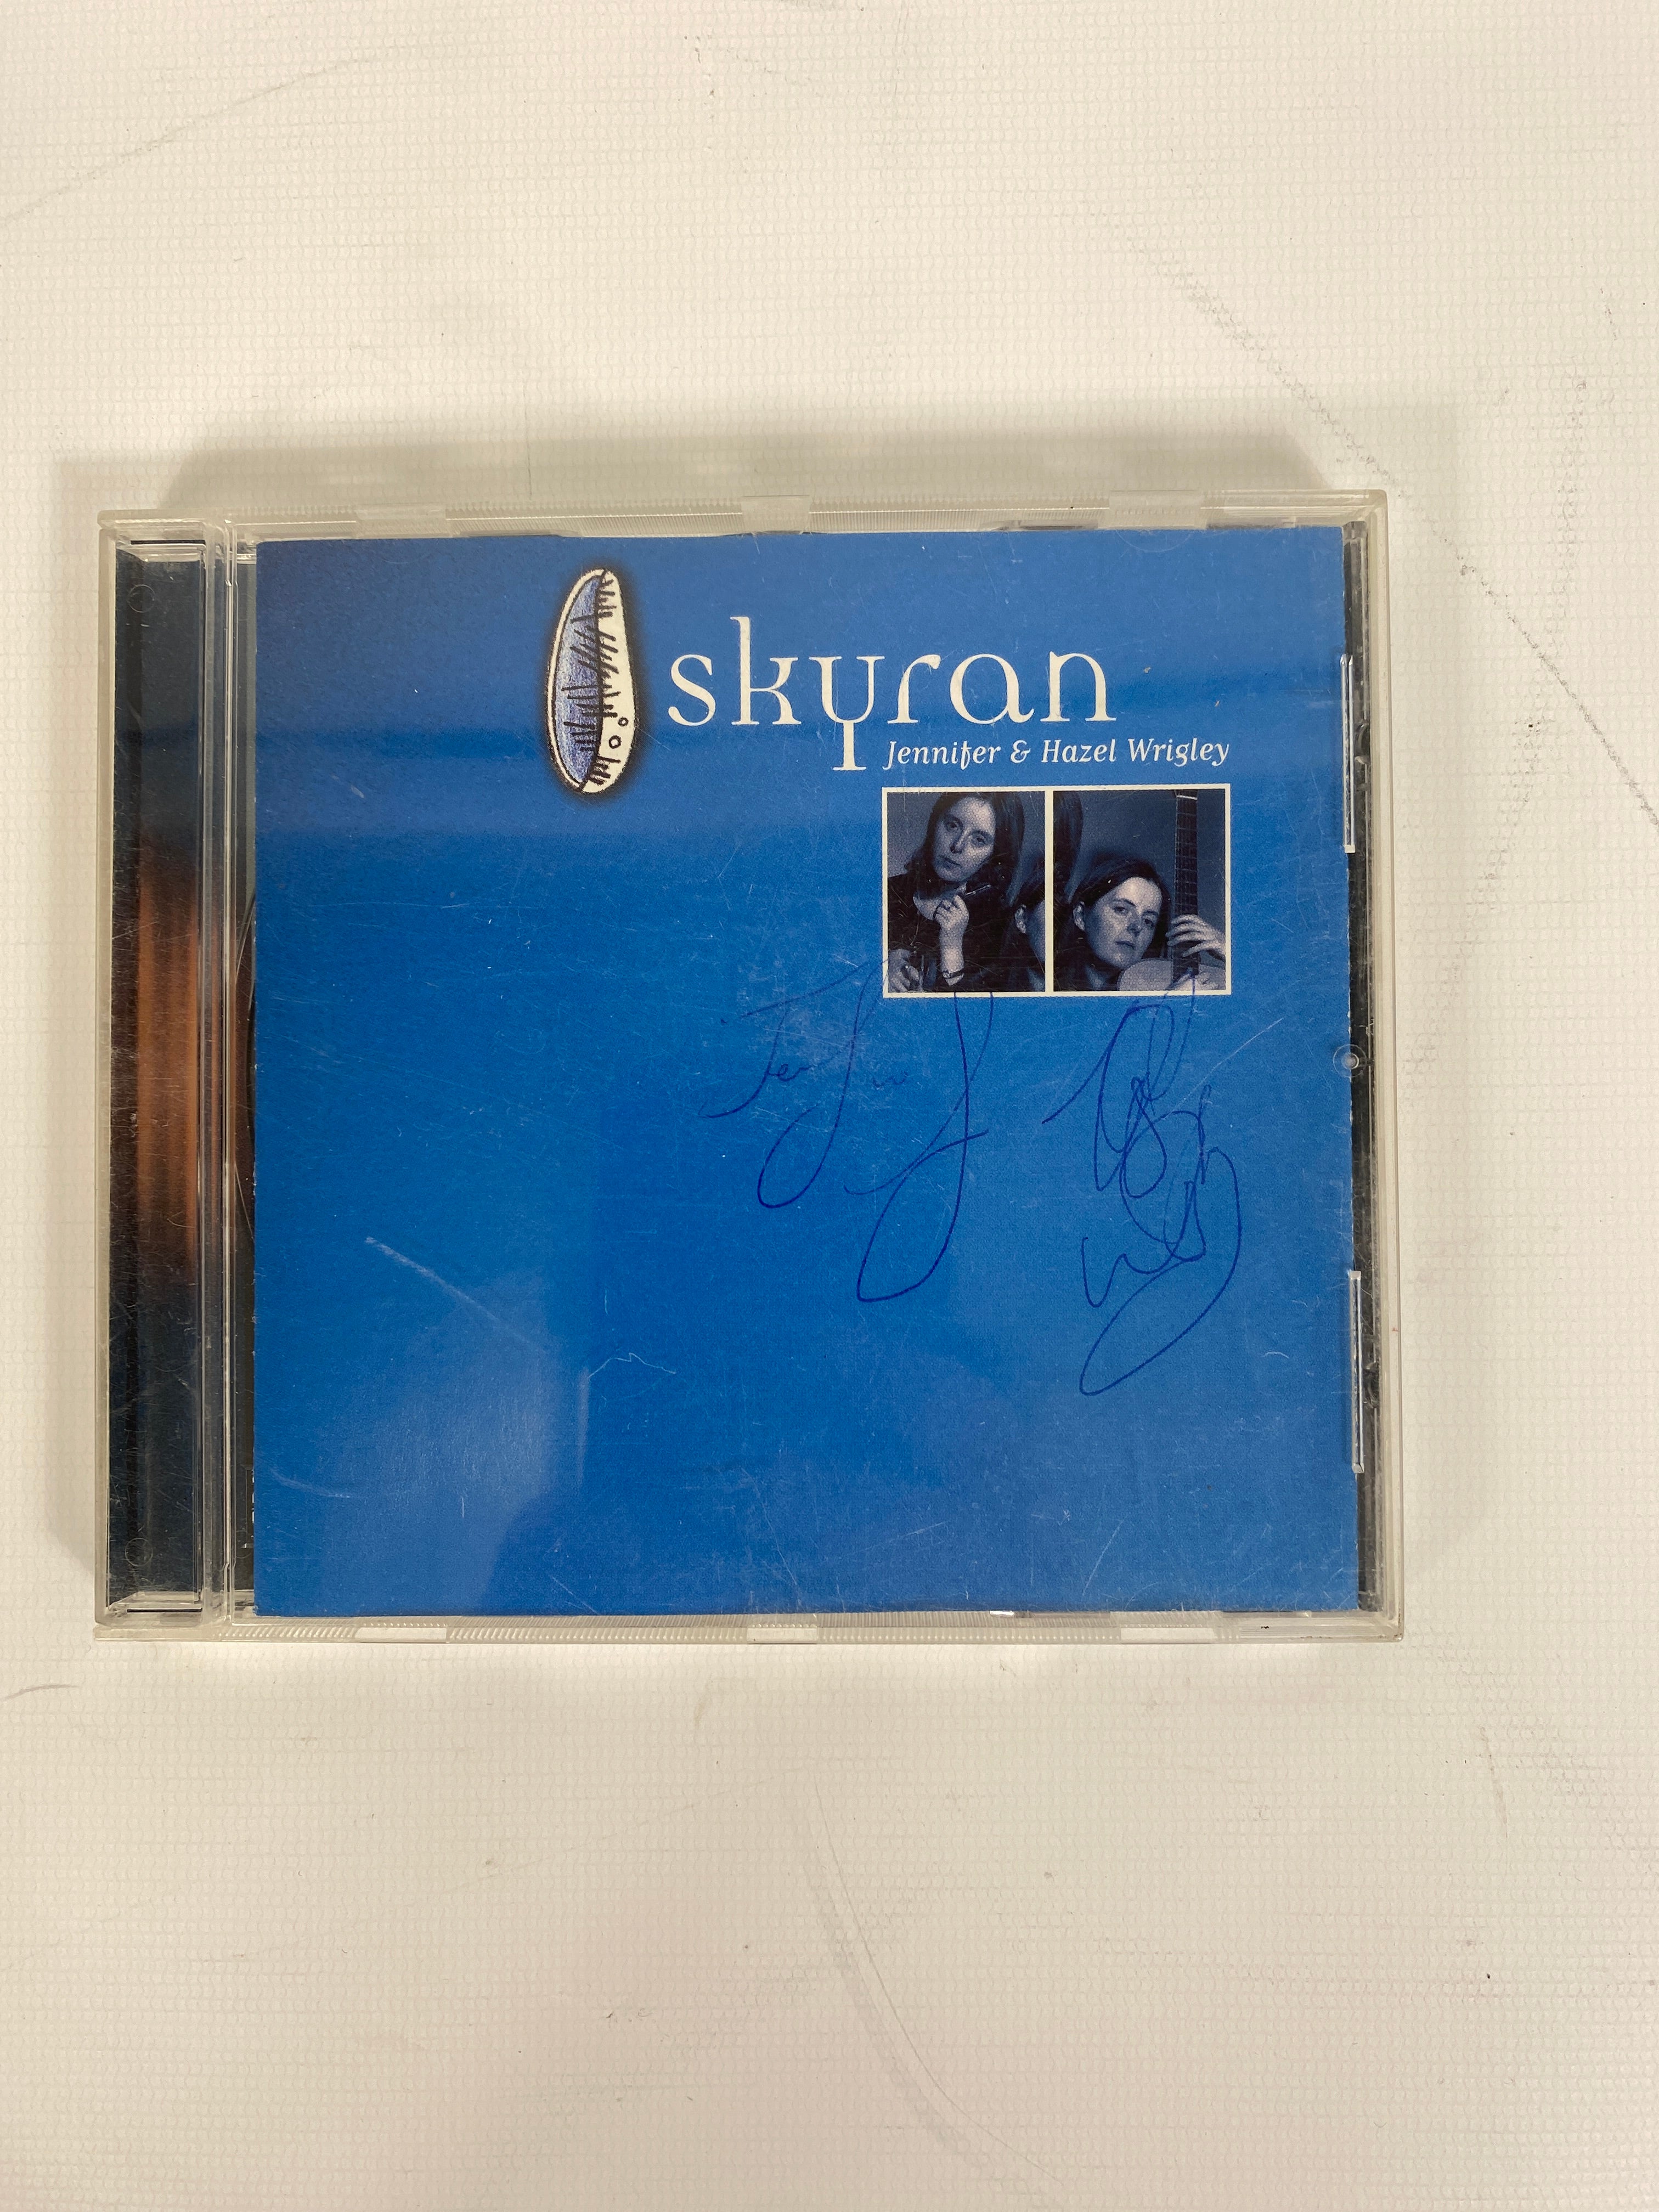 skyran
Jennifer & Hazel Wrigley